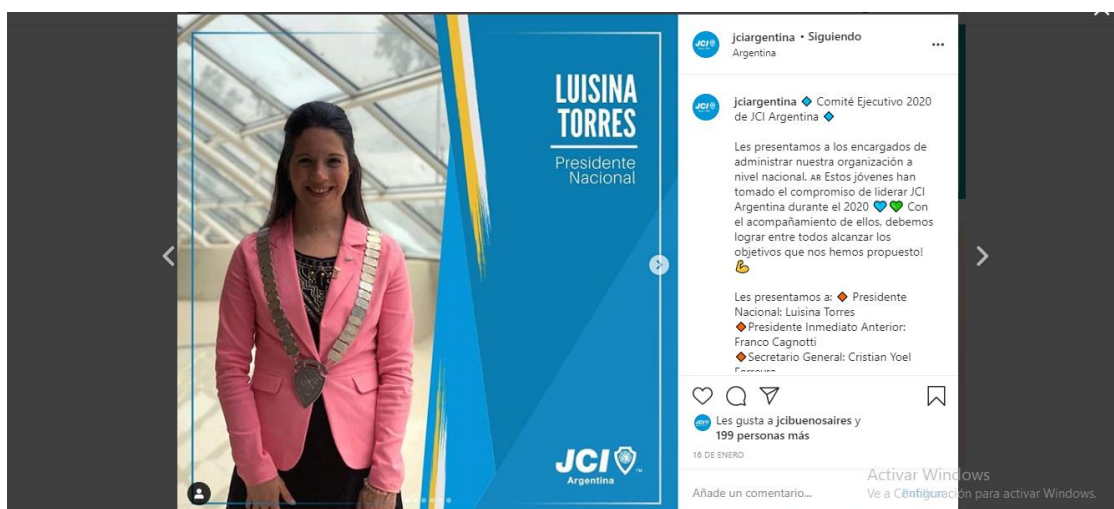 LUISINA
TORRES
Presidente
Nacional
JCI
Argentina
jciargentina • Siguiendo
Argentina
jciargentina 🔷 Comité Ejecutivo 2020
de JCI Argentina 🔷
Les presentamos a los encargados de
administrar nuestra organización a
nivel nacional. AR Estos jóvenes han
tomado el compromiso de liderar JCI
Argentina durante el 2020 💙💚 Con
el acompañamiento de ellos, debemos
lograr entre todos alcanzar los
objetivos que nos hemos propuesto!
💪
Les presentamos a: 🔶 Presidente
Nacional: Luisina Torres
🔶Presidente Inmediato Anterior:
Franco Cagnotti
🔶Secretario General: Cristian Yoel
Les gusta a jcibuenosaires y
199 personas más
16 DE ENERO
Añade un comentario...
Activar Windows
Ve a Configuración para activar Windows.